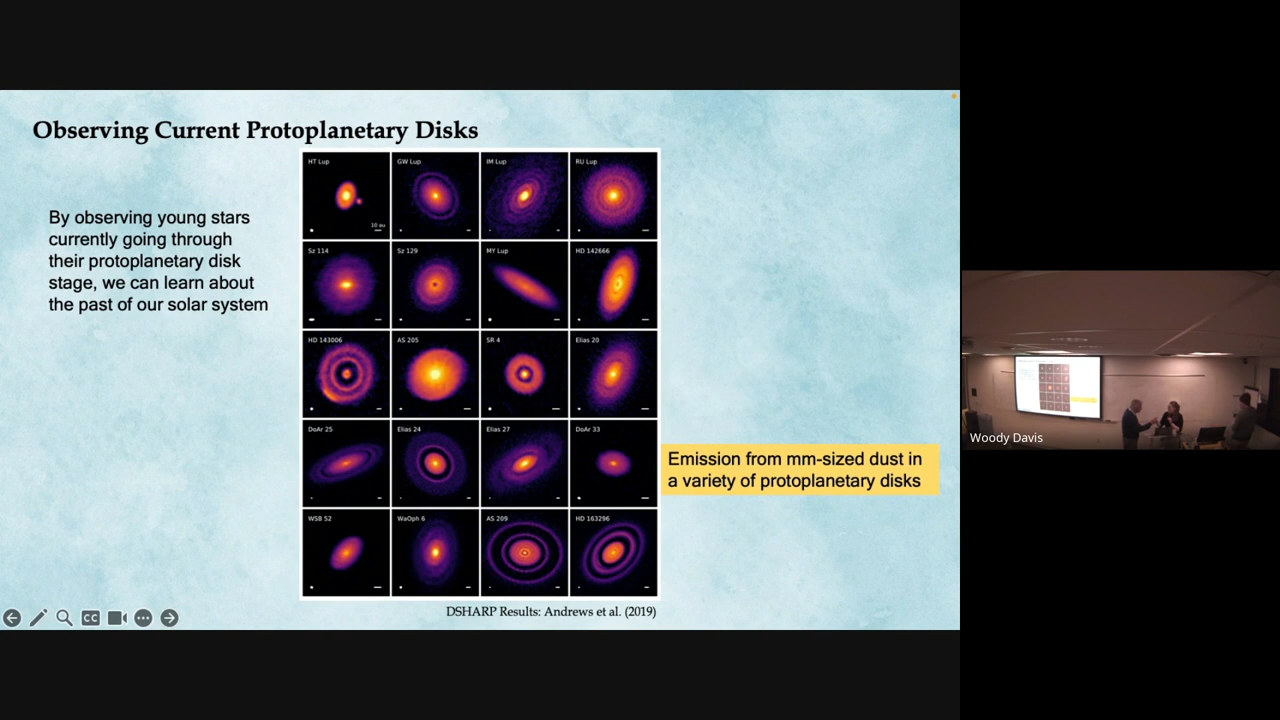 Observing Current Protoplanetary Disks
By observing young stars
currently going through
their protoplanetary disk
stage, we can learn about
the past of our solar system
HT Lup
GW Lup
IM Lup
RU Lup
10 au
Sz 114
Sz 129
MY Lup
HD 142666
HD 143006
AS 205
SR 4
Elias 20
DoAr 25
Elias 24
Elias 27
DoAr 33
WSB 52
WaOph 6
AS 209
HD 163296
Emission from mm-sized dust in
a variety of protoplanetary disks
DSHARP Results: Andrews et al. (2019)
CC
Woody Davis